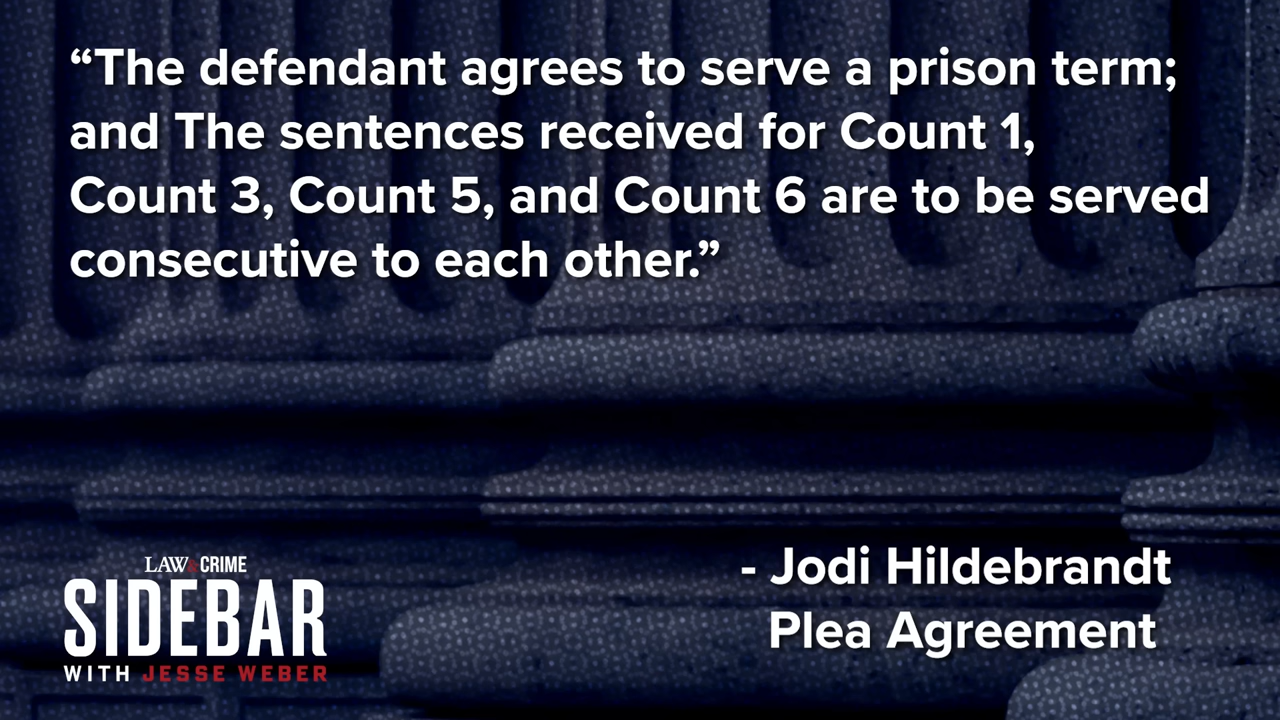 “The defendant agrees to serve a prison term;
and The sentences received for Count 1,
Count 3, Count 5, and Count 6 are to be served
consecutive to each other.”
- Jodi Hildebrandt
Plea Agreement
LAW&CRIME
SIDEBAR
WITH JESSE WEBER